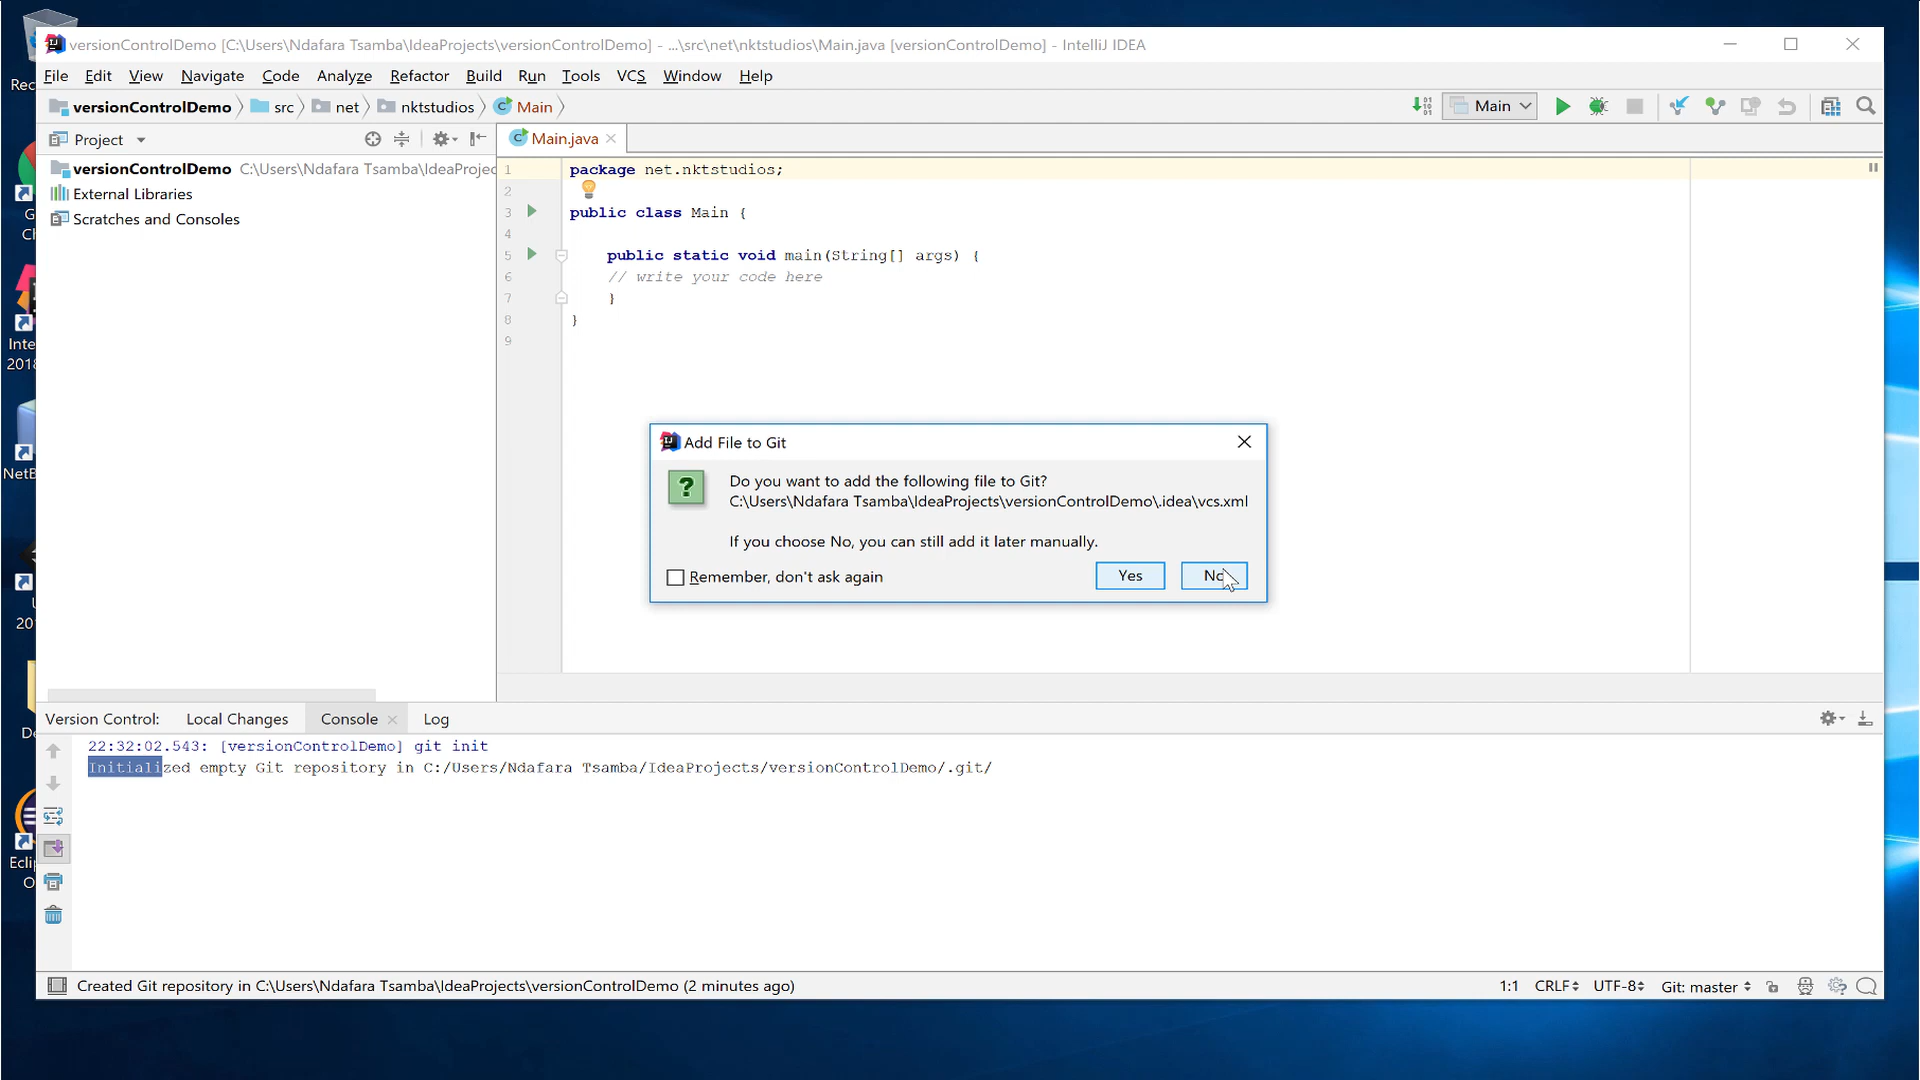 Rec
versionControlDemo [C:\Users\Ndafara Tsamba\IdeaProjects\versionControlDemo] - ...\src\net\nktstudios\Main.java [versionControlDemo] - IntelliJ IDEA
File Edit View Navigate Code Analyze Refactor Build Run Tools VCS Window Help
versionControlDemo src net nktstudios Main
Main
Project
Main.java
versionControlDemo C:\Users\Ndafara Tsamba\IdeaProjec
External Libraries
Scratches and Consoles
1 package net.nktstudios;
2
3 public class Main {
4
5 public static void main(String[] args) {
6 // write your code here
7 }
8 }
9
G
Ch
Inte
2018
NetB
U
20
De
Eclip
O
Add File to Git
Do you want to add the following file to Git?
C:\Users\Ndafara Tsamba\IdeaProjects\versionControlDemo\.idea\vcs.xml
If you choose No, you can still add it later manually.
Remember, don't ask again
Yes
No
Version Control: Local Changes Console Log
22:32:02.543: [versionControlDemo] git init
Initialized empty Git repository in C:/Users/Ndafara Tsamba/IdeaProjects/versionControlDemo/.git/
Created Git repository in C:\Users\Ndafara Tsamba\IdeaProjects\versionControlDemo (2 minutes ago)
1:1 CRLF UTF-8 Git: master